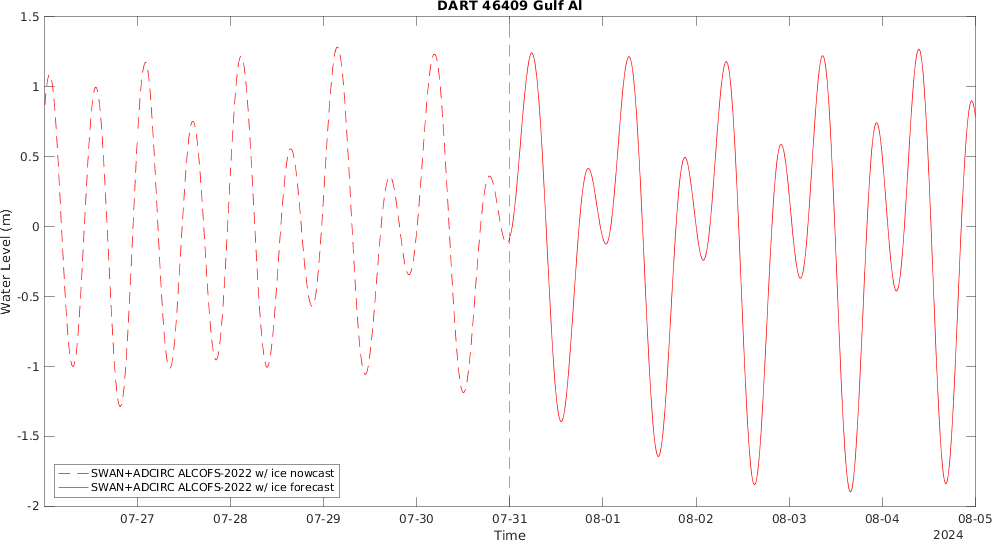 DART 46409 Gulf Al
1.5
1
0.5
0
-0.5
-1
-1.5
-2
Water Level (m)
SWAN+ADCIRC ALCOFS-2022 w/ ice nowcast
SWAN+ADCIRC ALCOFS-2022 w/ ice forecast
07-27 07-28 07-29 07-30 07-31 08-01 08-02 08-03 08-04 08-05
Time
2024